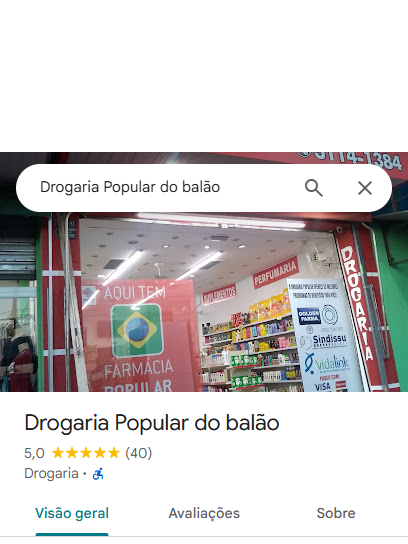 3114-1384
Drogaria Popular do balão
AQUI TEM
FARMÁCIA
POPULAR
SUPLEMENTOS
PERFUMARIA
DROGARIA
GOLDEN
FARMA
Sindissu
Vidalink
VISA
Drogaria Popular do balão
5,0 ★★★★★ (40)
Drogaria ·
Visão geral
Avaliações
Sobre